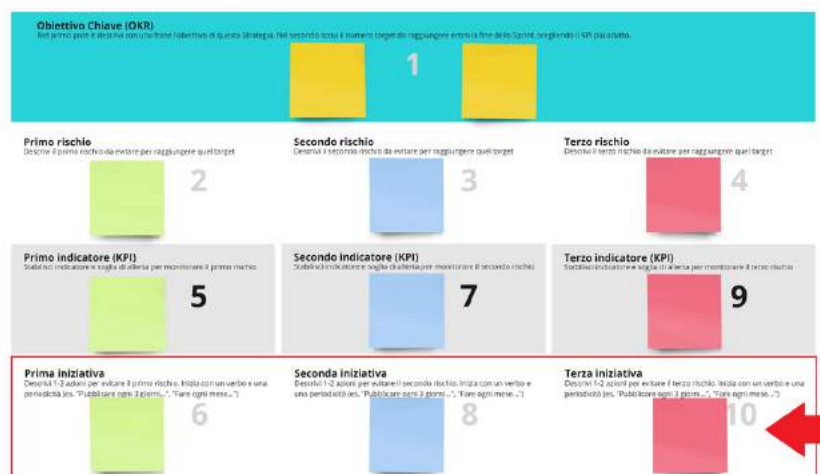 Obiettivo Chiave (OKR)
Nel primo post-it descrivi con una frase l'obiettivo di questa Strategia. Nel secondo scrivi il numero target da raggiungere entro la fine dello Sprint, scegliendo il KPI più adatto.
1
Primo rischio
Descrivi il primo rischio da evitare per raggiungere quel target
2
Secondo rischio
Descrivi il secondo rischio da evitare per raggiungere quel target
3
Terzo rischio
Descrivi il terzo rischio da evitare per raggiungere quel target
4
Primo indicatore (KPI)
Stabilisci indicatore e soglia di allerta per monitorare il primo rischio
5
Secondo indicatore (KPI)
Stabilisci indicatore e soglia di allerta per monitorare il secondo rischio
7
Terzo indicatore (KPI)
Stabilisci indicatore e soglia di allerta per monitorare il terzo rischio
9
Prima iniziativa
Descrivi 1-2 azioni per evitare il primo rischio. Inizia con un verbo e una
periodicità (es. "Pubblicare ogni 3 giorni...", "Fare ogni mese...")
6
Seconda iniziativa
Descrivi 1-2 azioni per evitare il secondo rischio. Inizia con un verbo e
una periodicità (es. "Pubblicare ogni 3 giorni...", "Fare ogni mese...")
8
Terza iniziativa
Descrivi 1-2 azioni per evitare il terzo rischio. Inizia con un verbo e una
periodicità (es. "Pubblicare ogni 3 giorni...", "Fare ogni mese...")
10